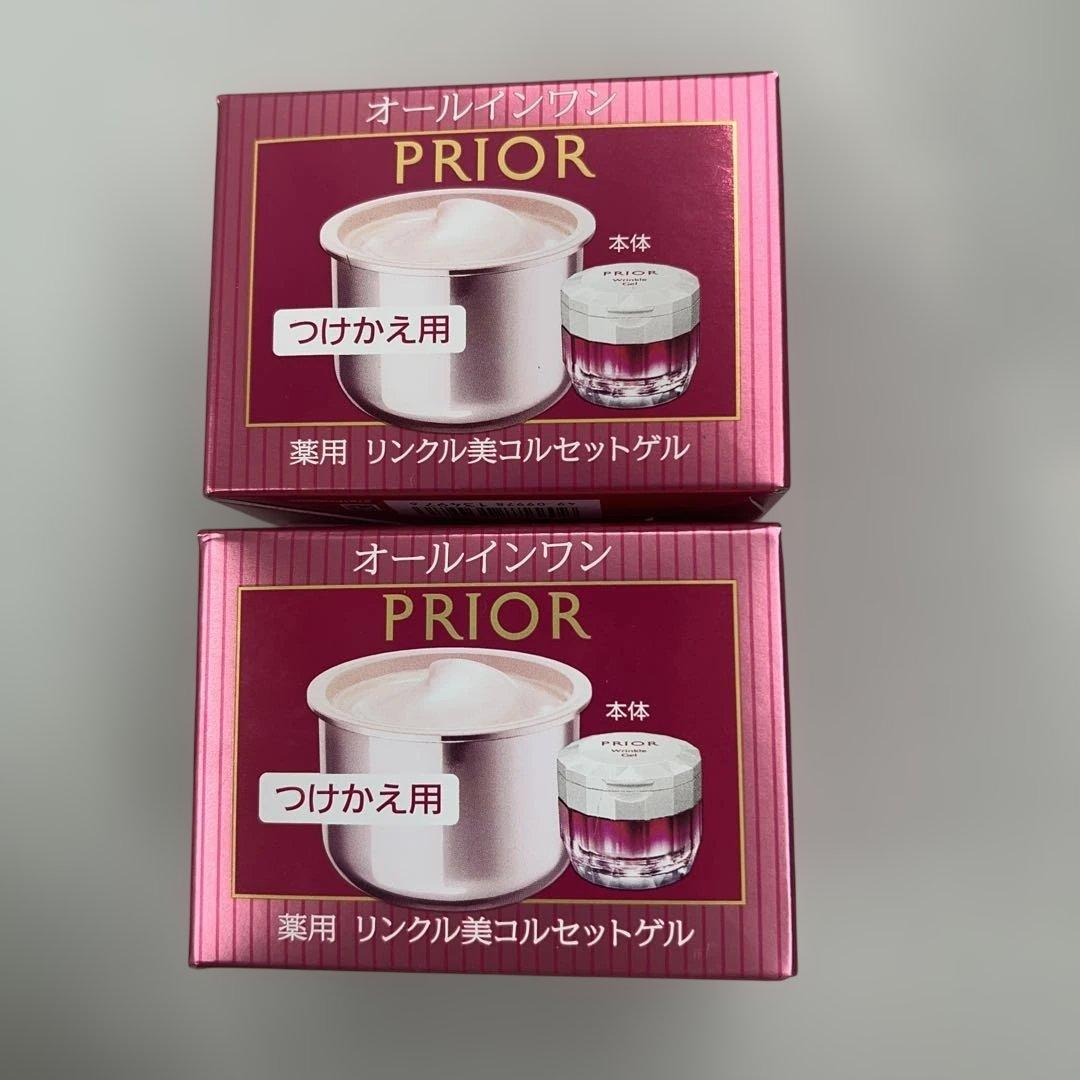 オールインワン
PRIOR
本体
PRIOR
Wrinkle
Gel
つけかえ用
薬用 リンクル美コルセットゲル
オールインワン
PRIOR
本体
PRIOR
Wrinkle
Gel
つけかえ用
薬用 リンクル美コルセットゲル